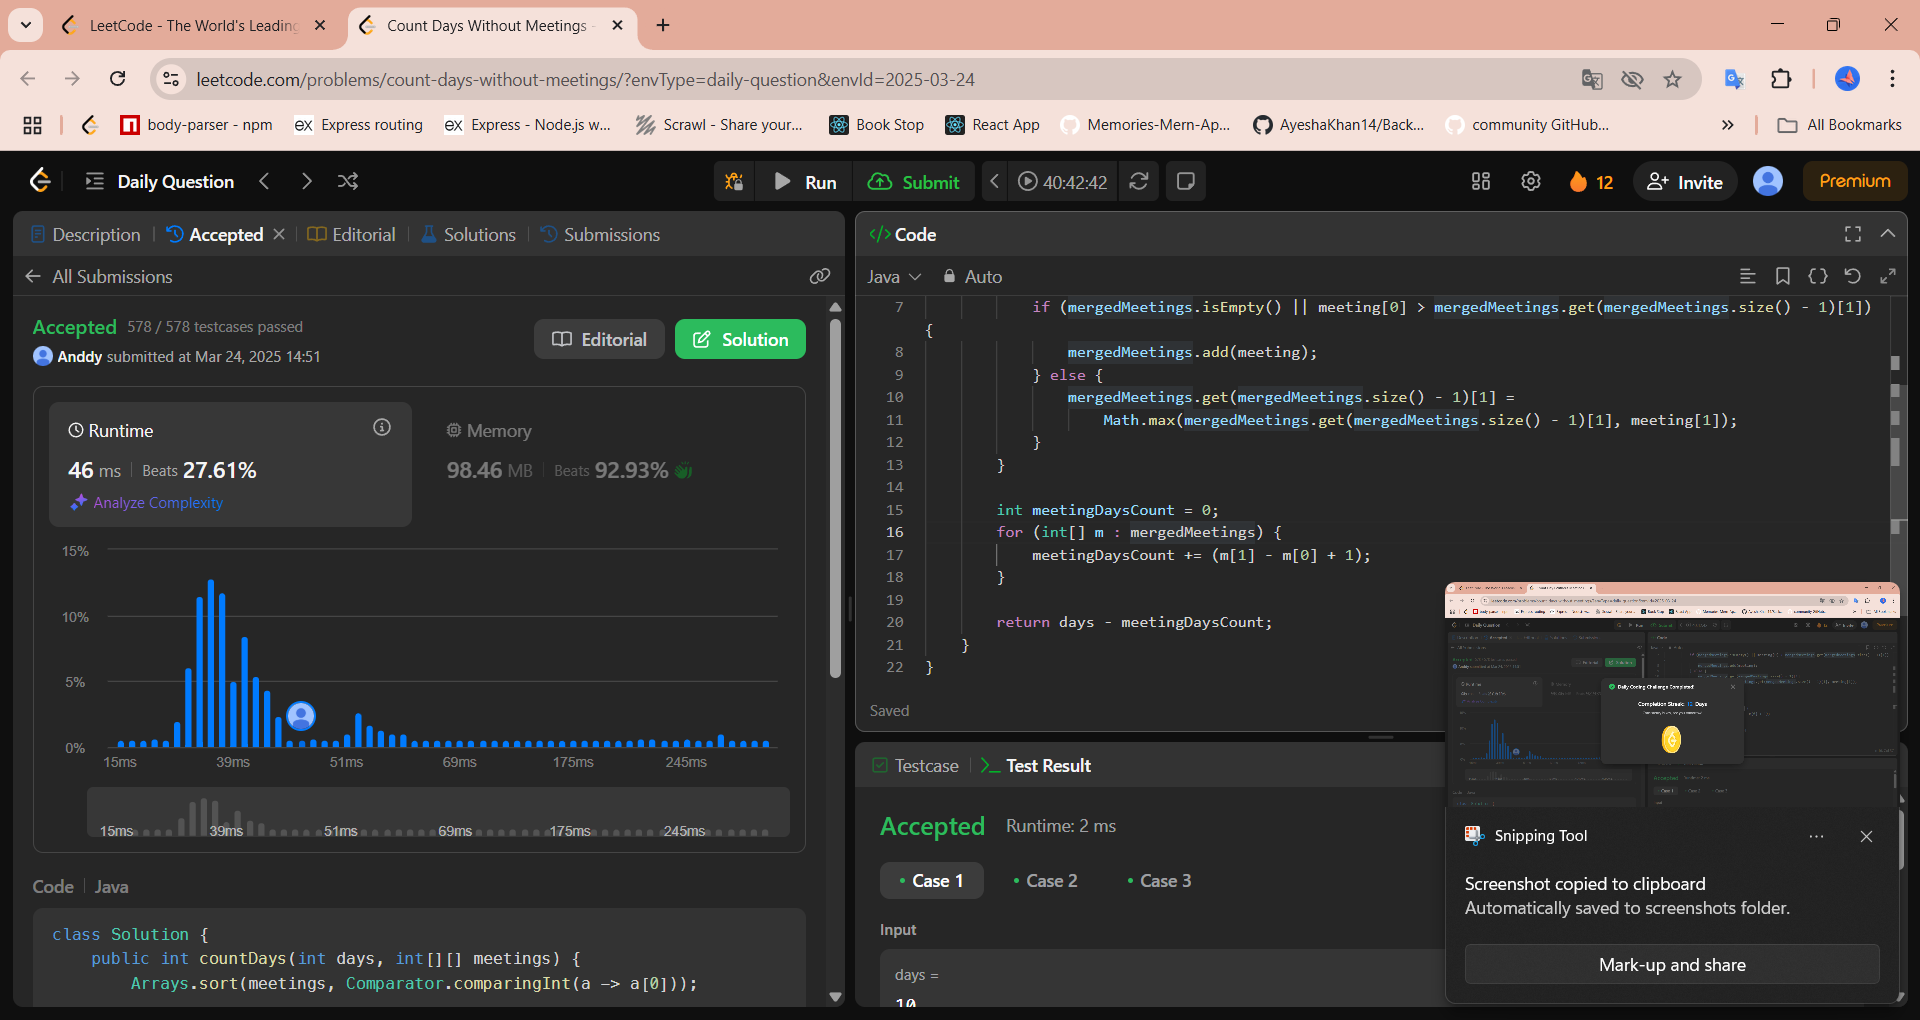 LeetCode - The World's Leading
Count Days Without Meetings -
leetcode.com/problems/count-days-without-meetings/?envType=daily-question&envId=2025-03-24
body-parser - npm
ex Express routing
ex Express - Node.js w...
Scrawl - Share your...
Book Stop
React App
Memories-Mern-Ap...
AyeshaKhan14/Back...
community GitHub...
»
All Bookmarks
Daily Question
Run
Submit
40:42:42
12
Invite
Premium
Description
Accepted
Editorial
Solutions
Submissions
All Submissions
Accepted 578 / 578 testcases passed
Anddy submitted at Mar 24, 2025 14:51
Editorial
Solution
Runtime
46 ms
Beats 27.61%
Analyze Complexity
Memory
98.46 MB
Beats 92.93%
15%
10%
5%
0%
15ms 39ms 51ms 69ms 175ms 245ms
15ms 39ms 51ms 69ms 175ms 245ms
Code | Java
class Solution {
public int countDays(int days, int[][] meetings) {
Arrays.sort(meetings, Comparator.comparingInt(a -> a[0]));
</> Code
Java
Auto
7 if (mergedMeetings.isEmpty() || meeting[0] > mergedMeetings.get(mergedMeetings.size() - 1)[1])
{
8 mergedMeetings.add(meeting);
9 } else {
10 mergedMeetings.get(mergedMeetings.size() - 1)[1] =
11 Math.max(mergedMeetings.get(mergedMeetings.size() - 1)[1], meeting[1]);
12 }
13 }
14
15 int meetingDaysCount = 0;
16 for (int[] m : mergedMeetings) {
17 meetingDaysCount += (m[1] - m[0] + 1);
18 }
19
20 return days - meetingDaysCount;
21 }
22 }
Saved
Testcase
>_ Test Result
Accepted Runtime: 2 ms
• Case 1
• Case 2
• Case 3
Input
days =
10
Daily Coding Challenge Completed!
Completion Streak: 12 Days
Snipping Tool
Screenshot copied to clipboard
Automatically saved to screenshots folder.
Mark-up and share